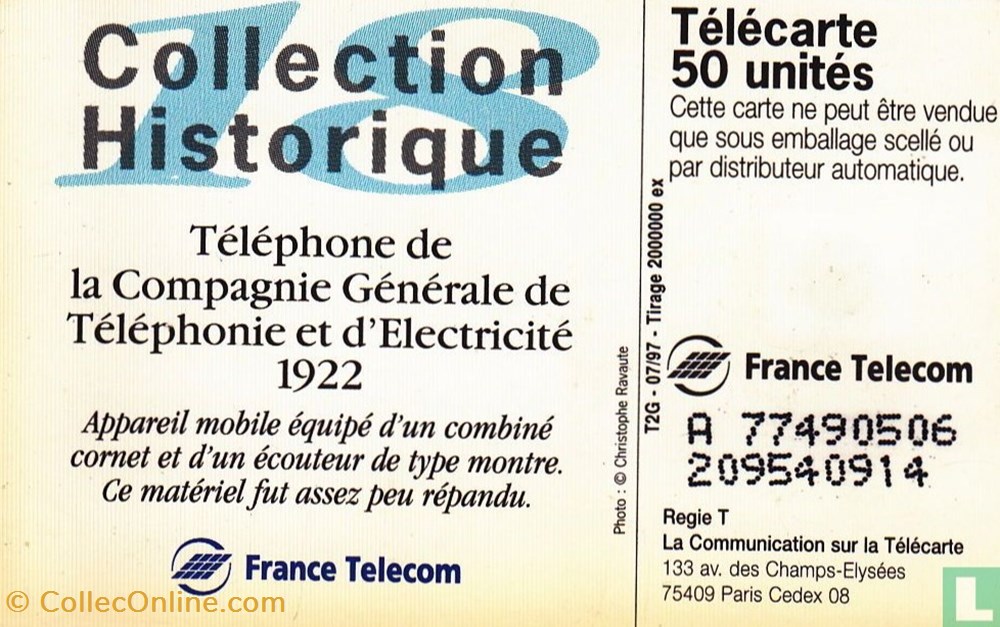 18
Collection
Historique
Téléphone de
la Compagnie Générale de
Téléphonie et d'Electricité
1922
Appareil mobile équipé d'un combiné
cornet et d'un écouteur de type montre.
Ce matériel fut assez peu répandu.
France Telecom
Photo : © Christophe Ravaute
T2G - 07/97 - Tirage 2000000 ex
Télécarte
50 unités
Cette carte ne peut être vendue
que sous emballage scellé ou
par distributeur automatique.
France Telecom
A 77490506
209540914
Regie T
La Communication sur la Télécarte
133 av. des Champs-Elysées
75409 Paris Cedex 08
© CollecOnline.com
L